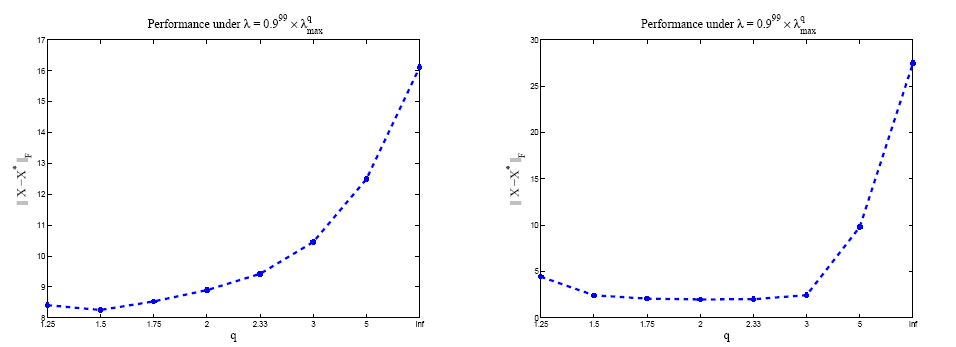 Performance under λ = 0.9^99 × λ^q_max
17
16
15
14
13
12
11
10
9
8
‖ X−X* ‖_F
1.25 1.5 1.75 2 2.33 3 5 Inf
q
Performance under λ = 0.9^99 × λ^q_max
30
25
20
15
10
5
0
‖ X−X* ‖_F
1.25 1.5 1.75 2 2.33 3 5 Inf
q